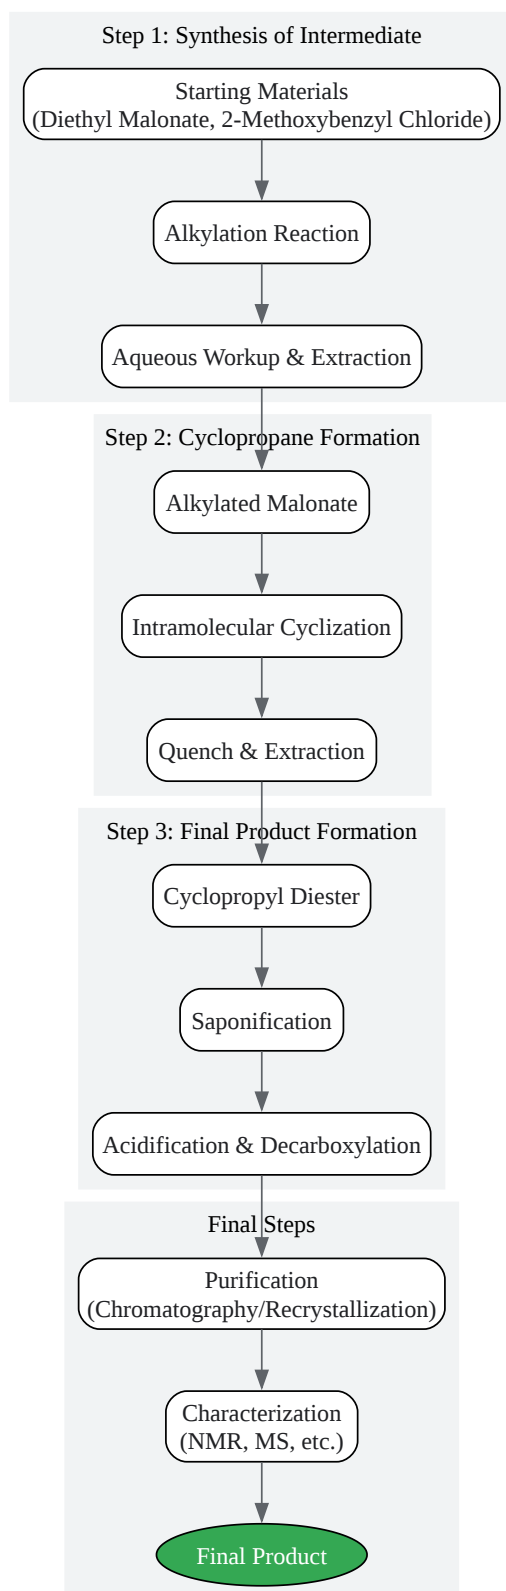 Step 1: Synthesis of Intermediate
Starting Materials
(Diethyl Malonate, 2-Methoxybenzyl Chloride)
Alkylation Reaction
Aqueous Workup & Extraction
Step 2: Cyclopropane Formation
Alkylated Malonate
Intramolecular Cyclization
Quench & Extraction
Step 3: Final Product Formation
Cyclopropyl Diester
Saponification
Acidification & Decarboxylation
Final Steps
Purification
(Chromatography/Recrystallization)
Characterization
(NMR, MS, etc.)
Final Product